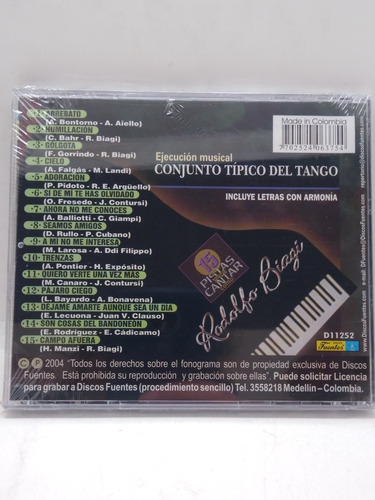 1- ARREBATO
(A. Bontorno - A. Aiello)
2- HUMILLACIÓN
(C. Bahr - R. Biagi)
3- GÓLGOTA
(F. Gorrindo - R. Biagi)
4 - CIELO
(A. Falgás - M. Landi)
5 - ADORACIÓN
(P. Pidoto - R. E. Argüello)
6 - SI DE MI TE HAS OLVIDADO
(O. Fresedo - J. Contursi)
7- AHORA NO ME CONOCES
(A. Balliotti - C. Giampi)
8 - SEAMOS AMIGOS
(D. Rullo - P. Cubano)
9 - A MI NO ME INTERESA
(M. Larosa - A. Ddi Filippo)
10 - TRENZAS
(A. Pontier - H. Expósito)
11- QUIERO VERTE UNA VEZ MAS
(M. Canaro - J. Contursi)
12 - PAJARO CIEGO
(L. Bayardo - A. Bonavena)
13 - DEJAME AMARTE AUNQUE SEA UN DIA
(E. Lecuona - Juan V. Clauso)
14 - SON COSAS DEL BANDONEON
(E. Rodríguez - E. Cádicamo)
15- CAMPO AFUERA
(H. Manzi - R. Biagi)
Made in Colombia
7702524063754
Ejecución musical
CONJUNTO TÍPICO DEL TANGO
INCLUYE LETRAS CON ARMONÍA
15
PISTAS
CANTAR
Rodolfo Biagi
D11252
Fuentes
© ℗ 2004 "Todos los derechos sobre el fonograma son de propiedad exclusiva de Discos
Fuentes. Está prohibida su reproducción y grabación sobre ellas". Puede solicitar Licencia
para grabar a Discos Fuentes (procedimiento sencillo) Tel. 3558218 Medellín - Colombia.